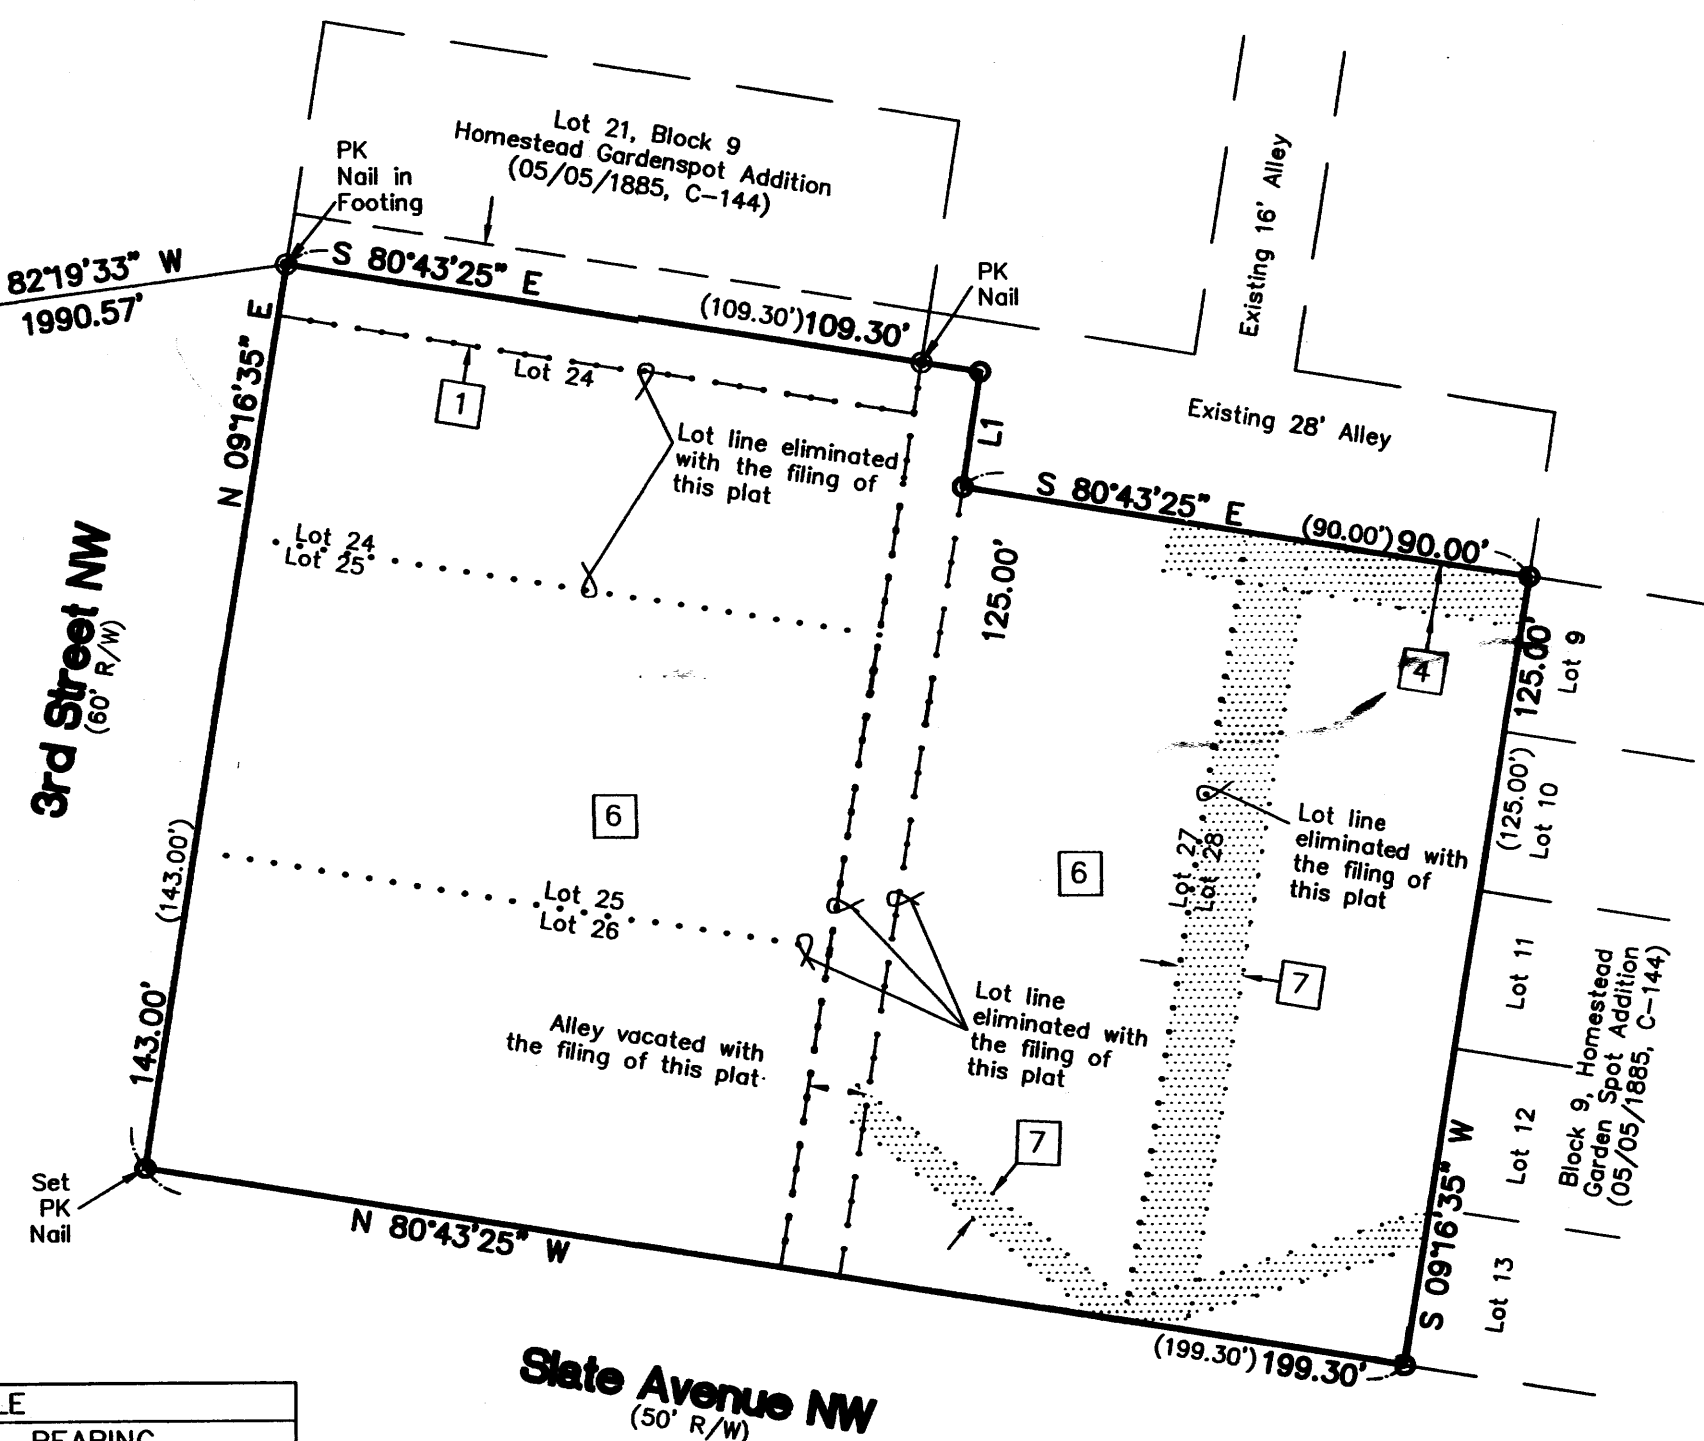 Lot 21, Block 9
Homestead Gardenspot Addition
(05/05/1885, C-144)
PK
Nail in
Footing
Existing 16' Alley
82°19'33" W
1990.57'
S 80°43'25" E
(109.30') 109.30'
PK
Nail
N 09°16'35" E
Lot 24
1
L1
Existing 28' Alley
Lot line eliminated
with the filing of
this plat
S 80°43'25" E
(90.00') 90.00'
Lot 24
Lot 25
125.00'
4
125.00'
(125.00')
Lot 9
Lot 10
Lot 11
Lot 12
Lot 13
3rd Street NW
(60' R/W)
6
6
Lot line
eliminated with
the filing of
this plat
Lot 27
Lot 28
(143.00')
143.00'
Lot 25
Lot 26
7
Lot line
eliminated with
the filing of
this plat
Alley vacated with
the filing of this plat
7
Block 9, Homestead
Garden Spot Addition
(05/05/1885, C-144)
S 09°16'35" W
Set
PK
Nail
N 80°43'25" W
(199.30') 199.30'
Slate Avenue NW
(50' R/W)
LE
BEARING